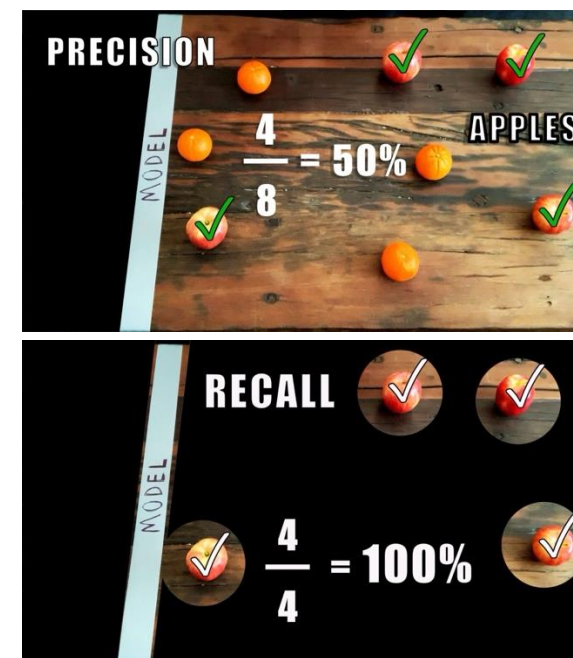 PRECISION
APPLES
MODEL
4
8
= 50%
RECALL
MODEL
4
4
= 100%